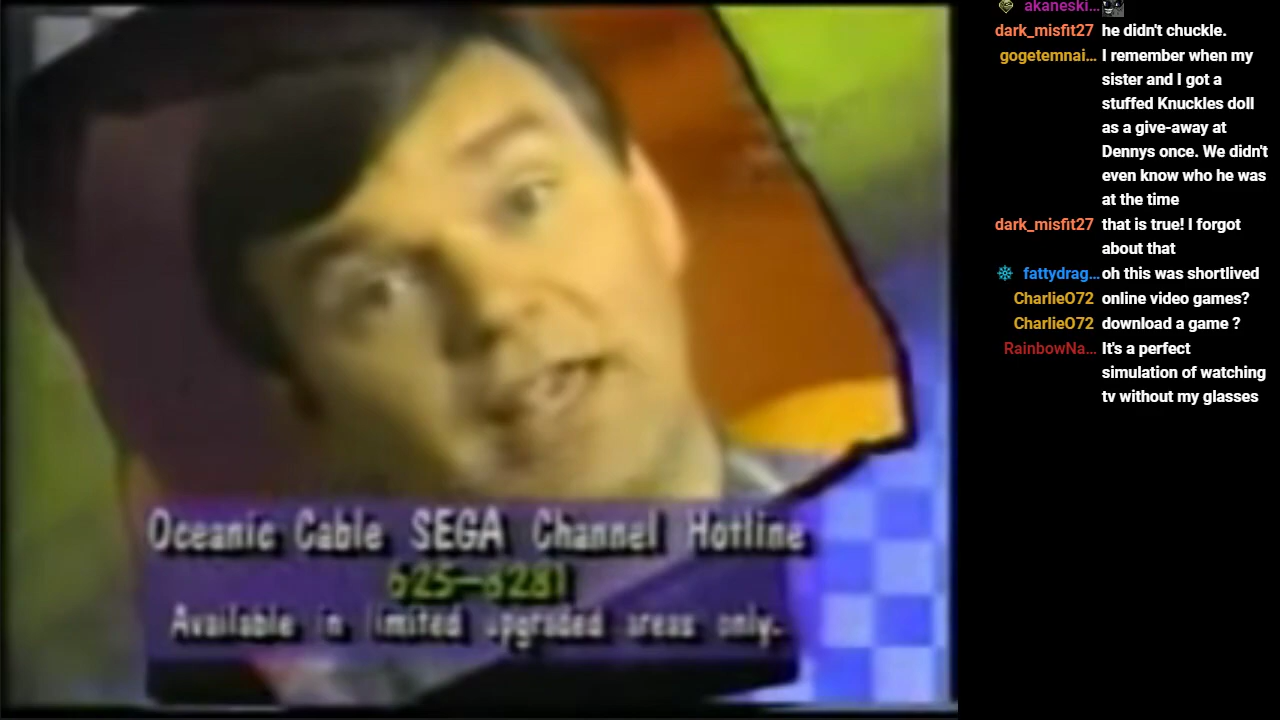 Oceanic Cable SEGA Channel Hotline
625-8281
Available in limited upgraded areas only.
akaneski...
dark_misfit27 he didn't chuckle.
gogetemnai... I remember when my
sister and I got a
stuffed Knuckles doll
as a give-away at
Dennys once. We didn't
even know who he was
at the time
dark_misfit27 that is true! I forgot
about that
fattydrag... oh this was shortlived
CharlieO72 online video games?
CharlieO72 download a game ?
RainbowNa... It's a perfect
simulation of watching
tv without my glasses